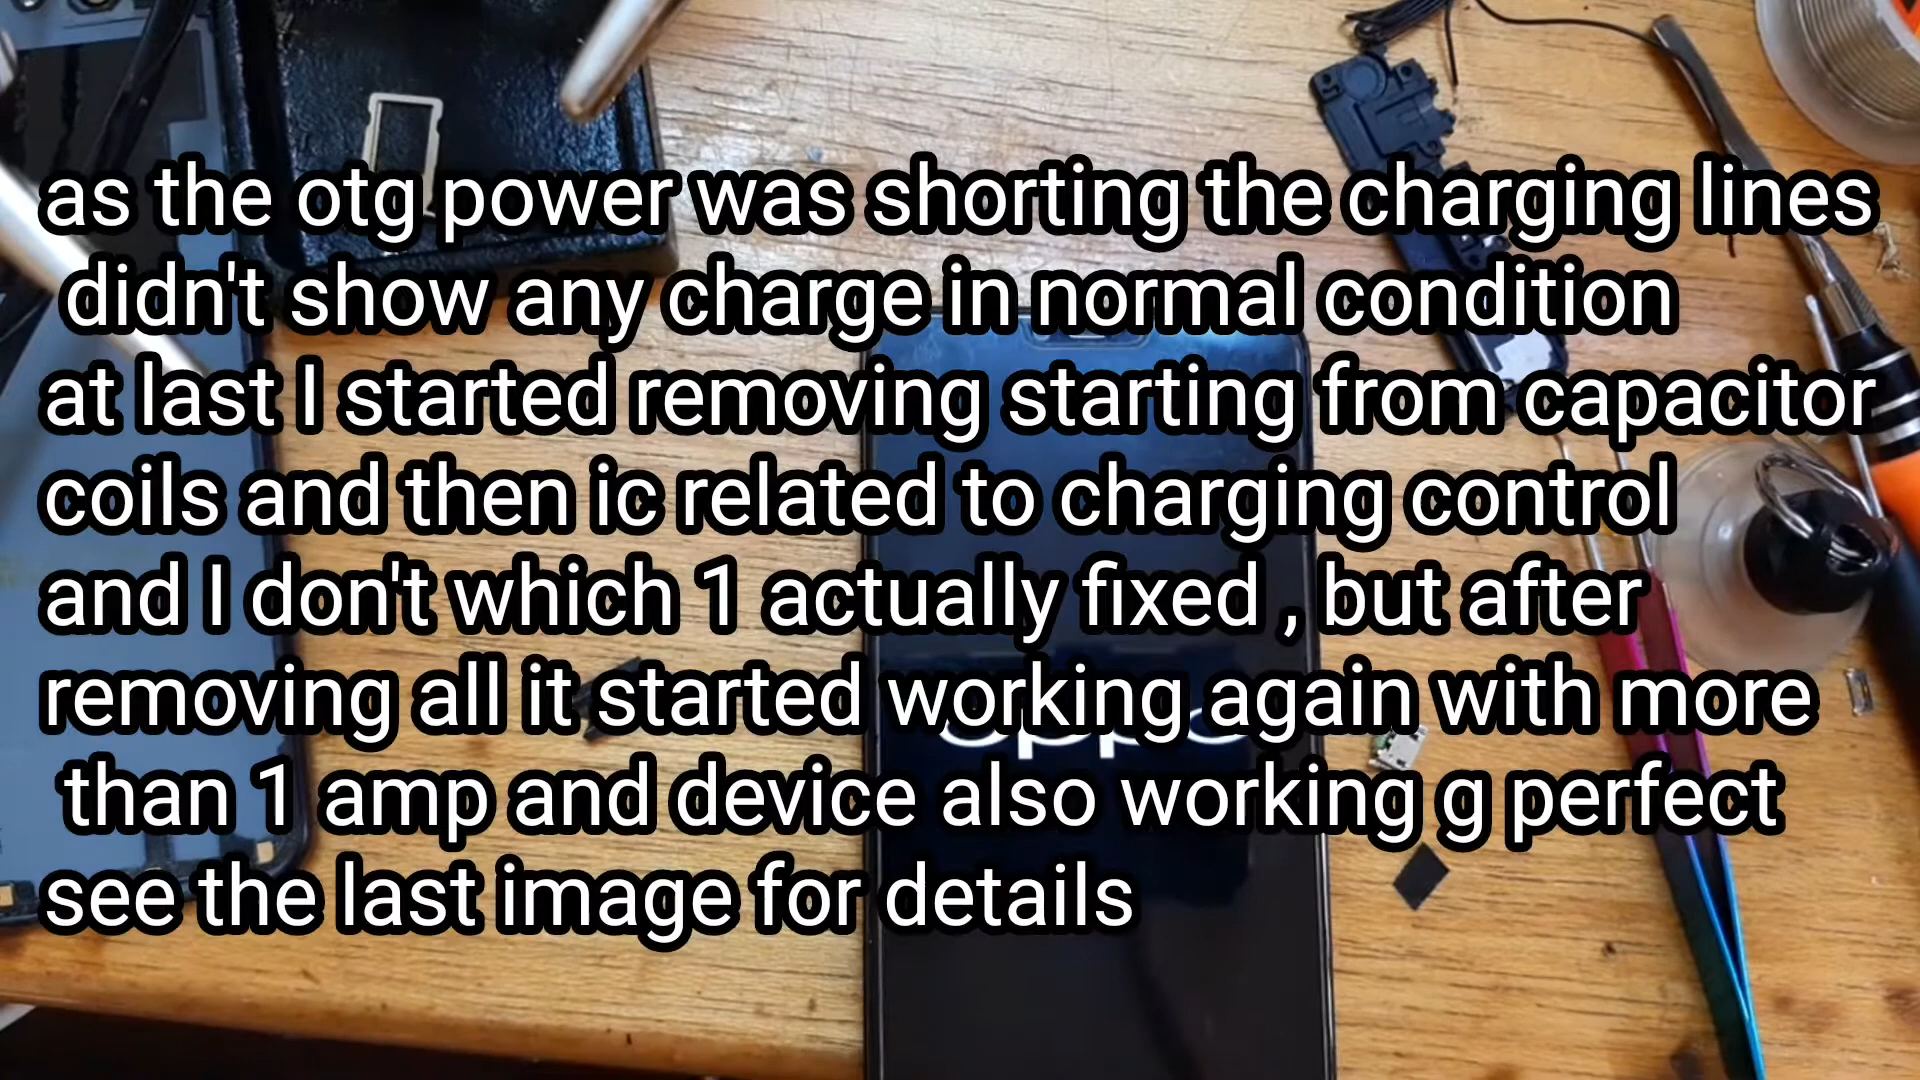 as the otg power was shorting the charging lines
didn't show any charge in normal condition
at last I started removing starting from capacitor
coils and then ic related to charging control
and I don't which 1 actually fixed , but after
removing all it started working again with more
than 1 amp and device also working g perfect
see the last image for details
oppo